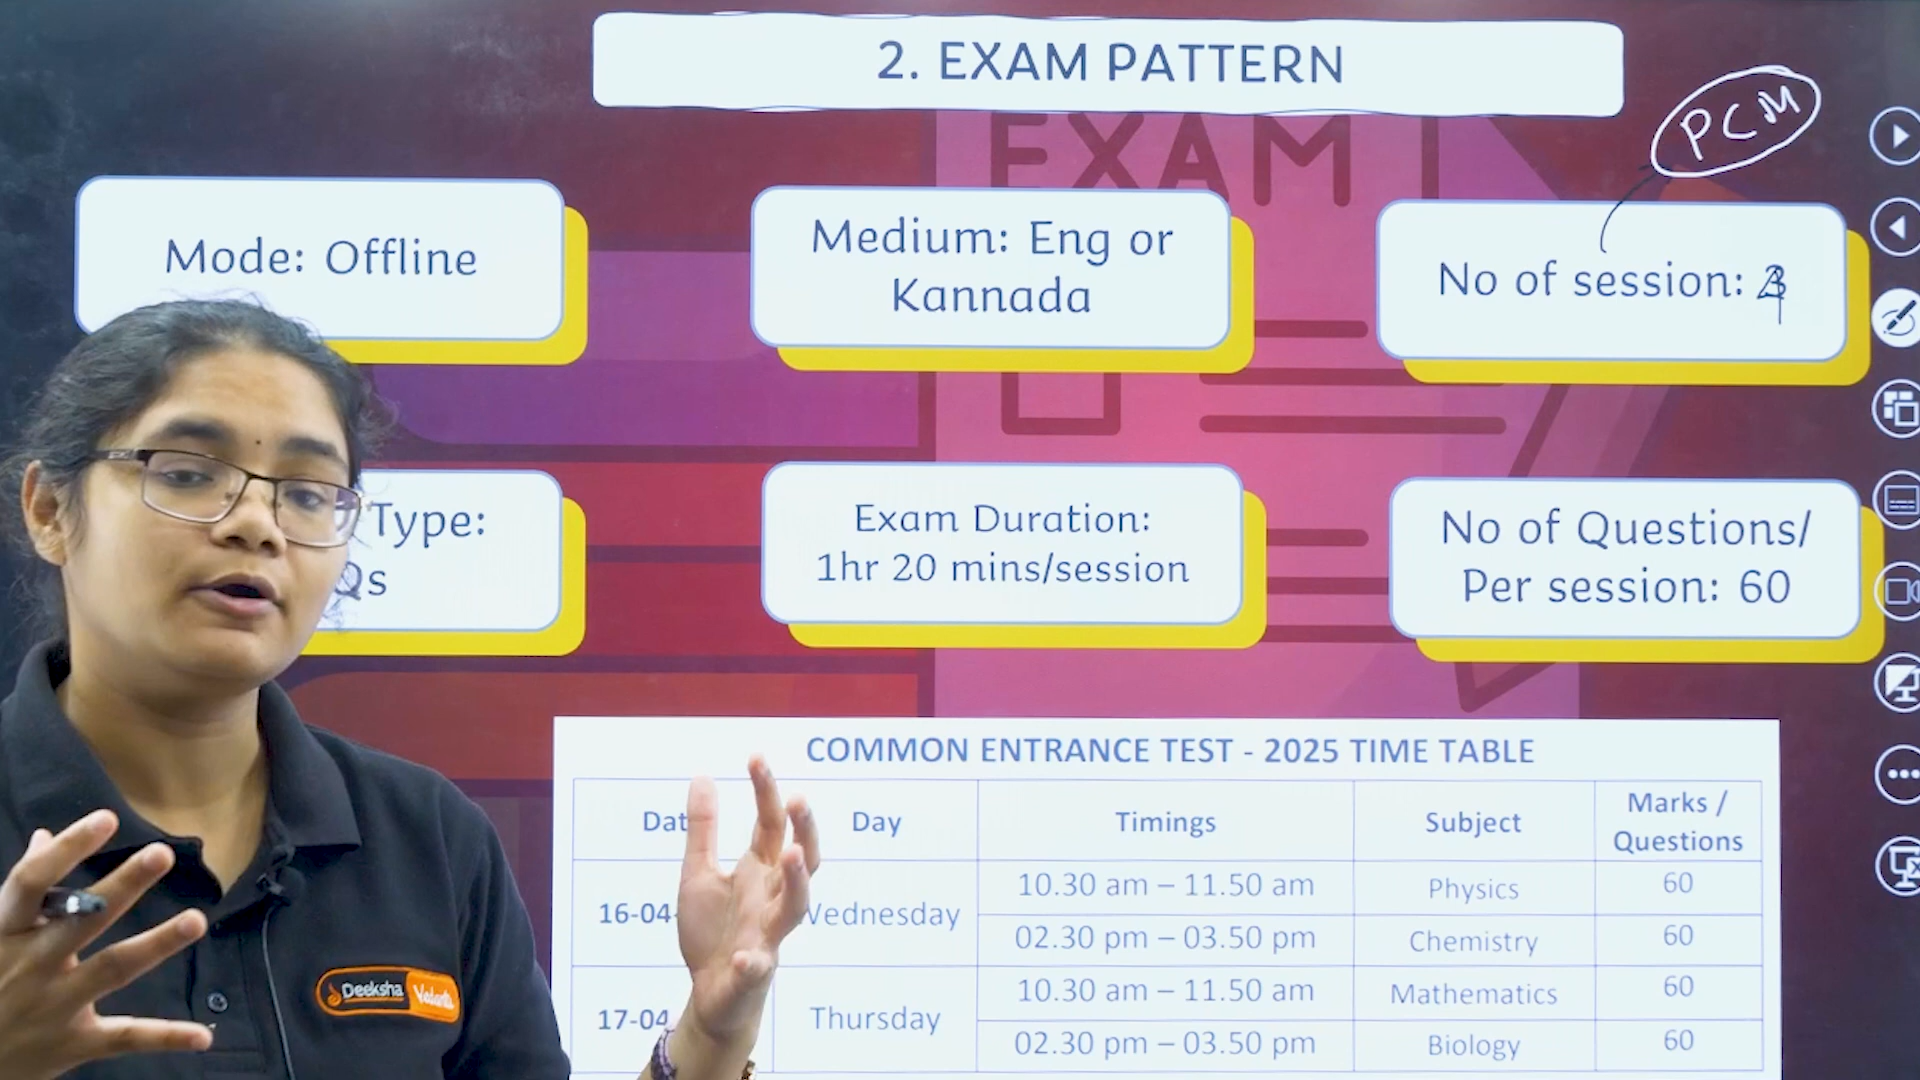 2. EXAM PATTERN
PCM
EXAM
Mode: Offline
Medium: Eng or
Kannada
No of session:
Type:
Qs
Exam Duration:
1hr 20 mins/session
No of Questions/
Per session: 60
COMMON ENTRANCE TEST - 2025 TIME TABLE
Dat Day Timings Subject Marks /
Questions
16-04- Wednesday 10.30 am – 11.50 am Physics 60
02.30 pm – 03.50 pm Chemistry 60
17-04 Thursday 10.30 am – 11.50 am Mathematics 60
02.30 pm – 03.50 pm Biology 60
Deeksha Vedantu